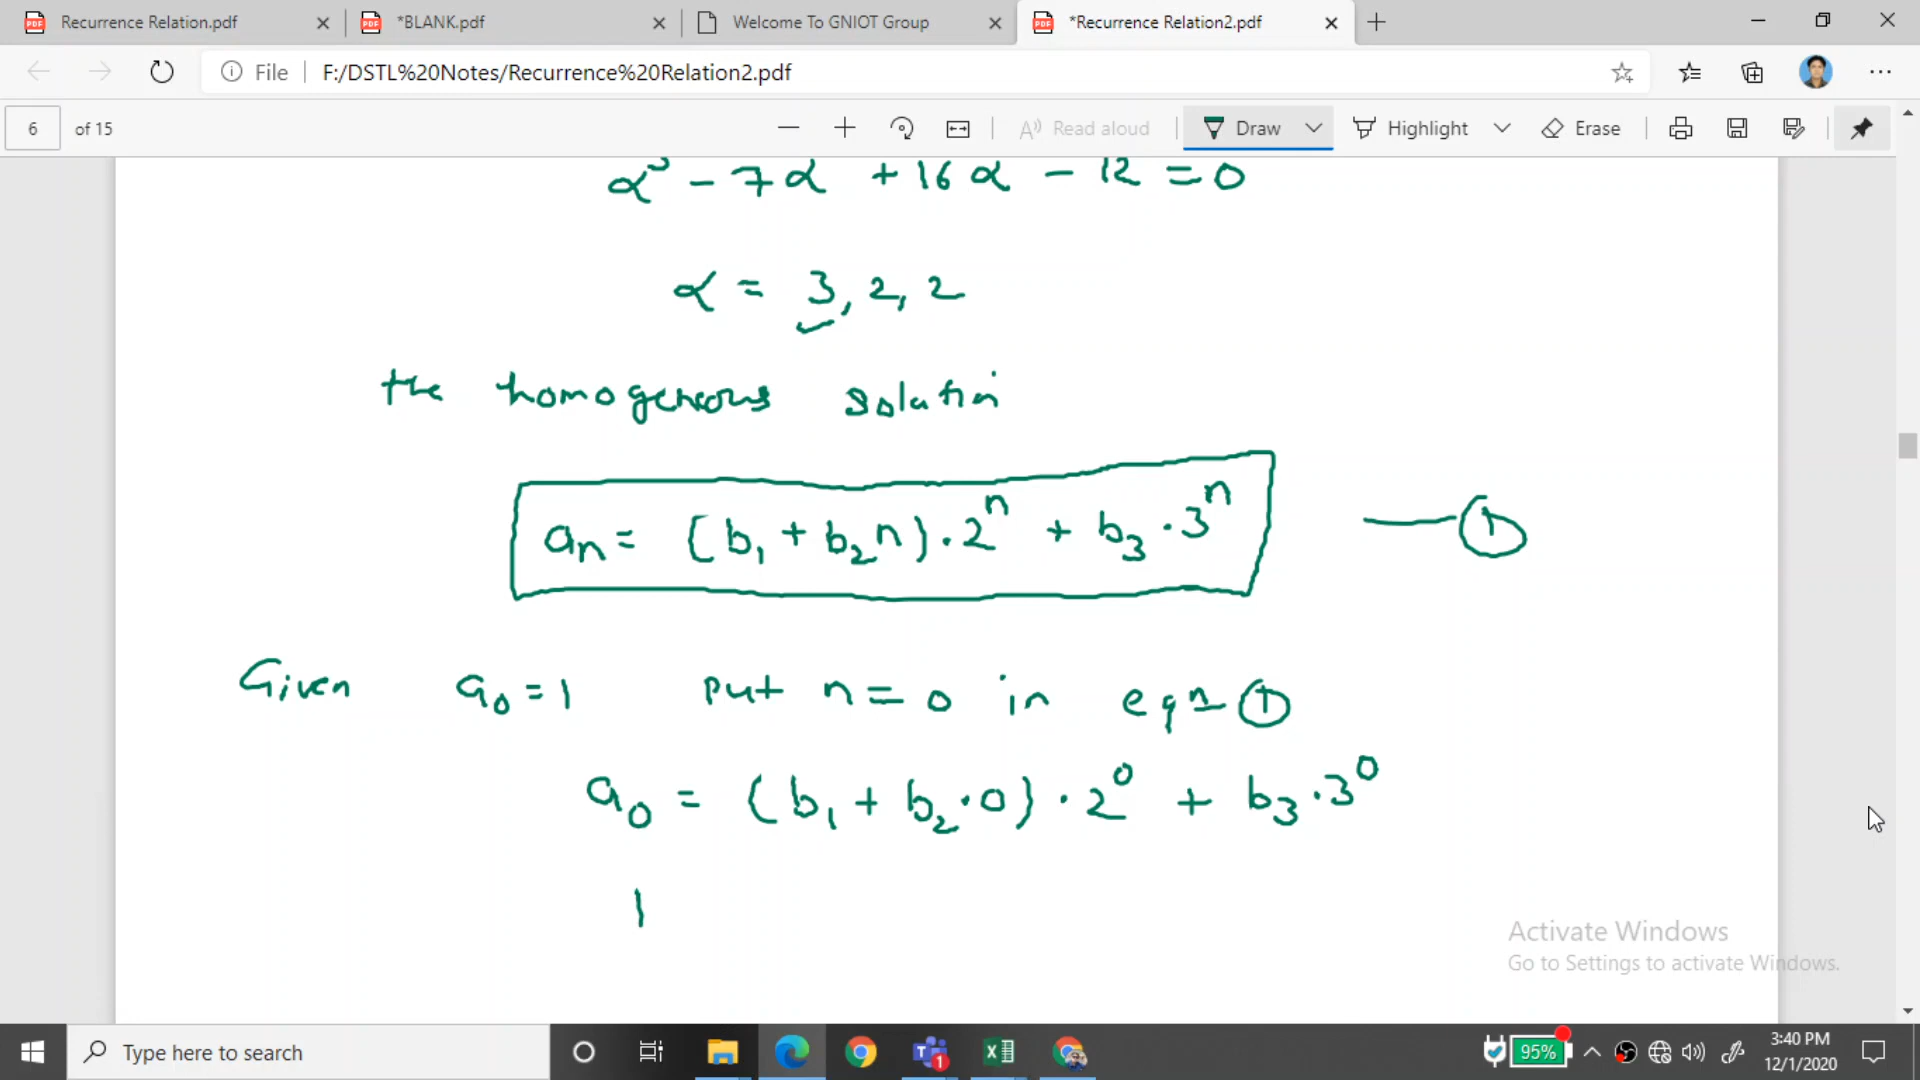 Recurrence Relation.pdf
*BLANK.pdf
Welcome To GNIOT Group
*Recurrence Relation2.pdf
File
F:/DSTL%20Notes/Recurrence%20Relation2.pdf
6 of 15
Read aloud
Draw
Highlight
Erase
α³ - 7α + 16α - 12 = 0
α = 3, 2, 2
the homogeneous solution
aₙ = (b₁ + b₂n)·2ⁿ + b₃·3ⁿ — ①
Given a₀ = 1 put n = 0 in eqn ①
a₀ = (b₁ + b₂·0)·2⁰ + b₃·3⁰
1
Activate Windows
Go to Settings to activate Windows.
Type here to search
1
95%
3:40 PM
12/1/2020